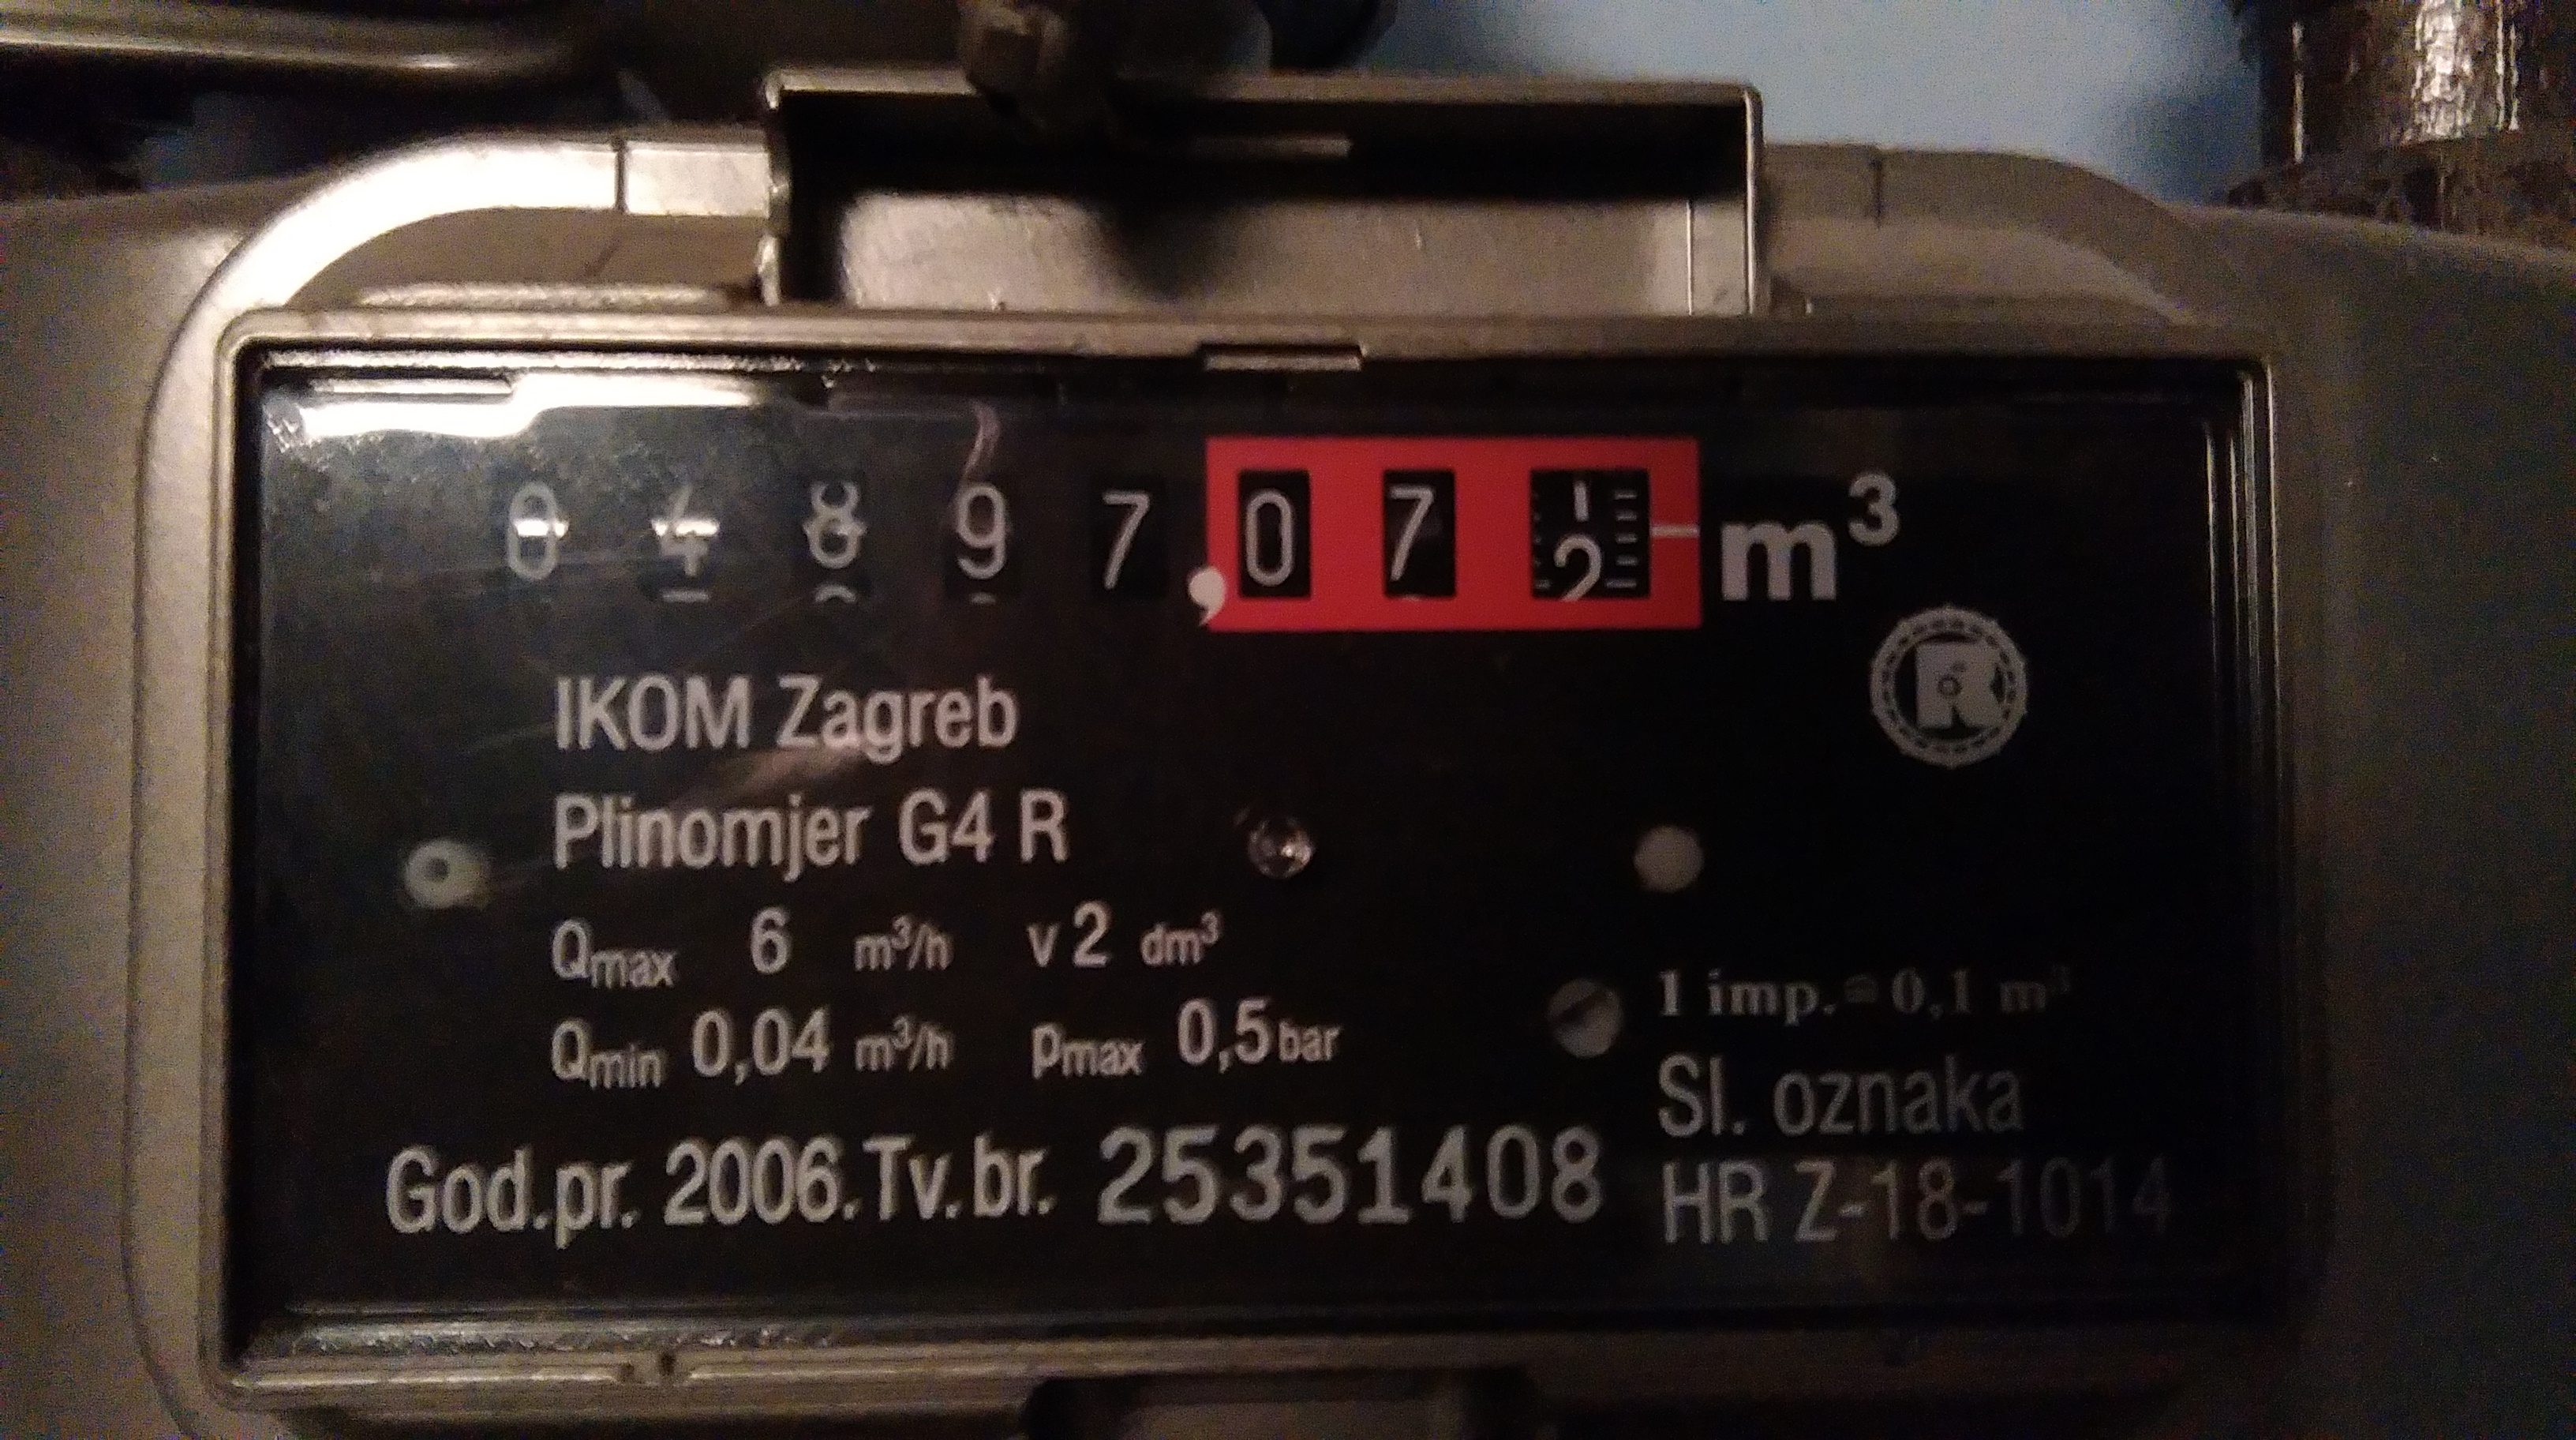 04897,071 m³
IKOM Zagreb
Plinomjer G4 R
Qmax 6 m³/h v 2 dm³
Qmin 0,04 m³/h pmax 0,5 bar
1 imp.≙0,1 m³
Sl. oznaka
God.pr. 2006.Tv.br. 25351408
HR Z-18-1014